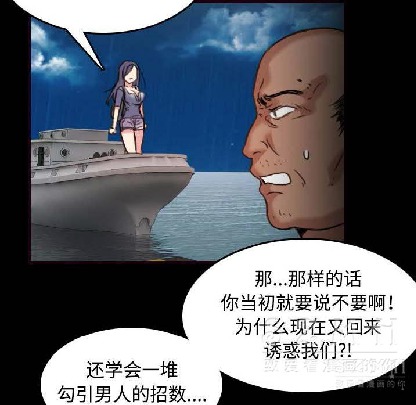 那...那样的话
你当初就要说不要啊!
为什么现在又回来
诱惑我们?!
还学会一堆
勾引男人的招数....